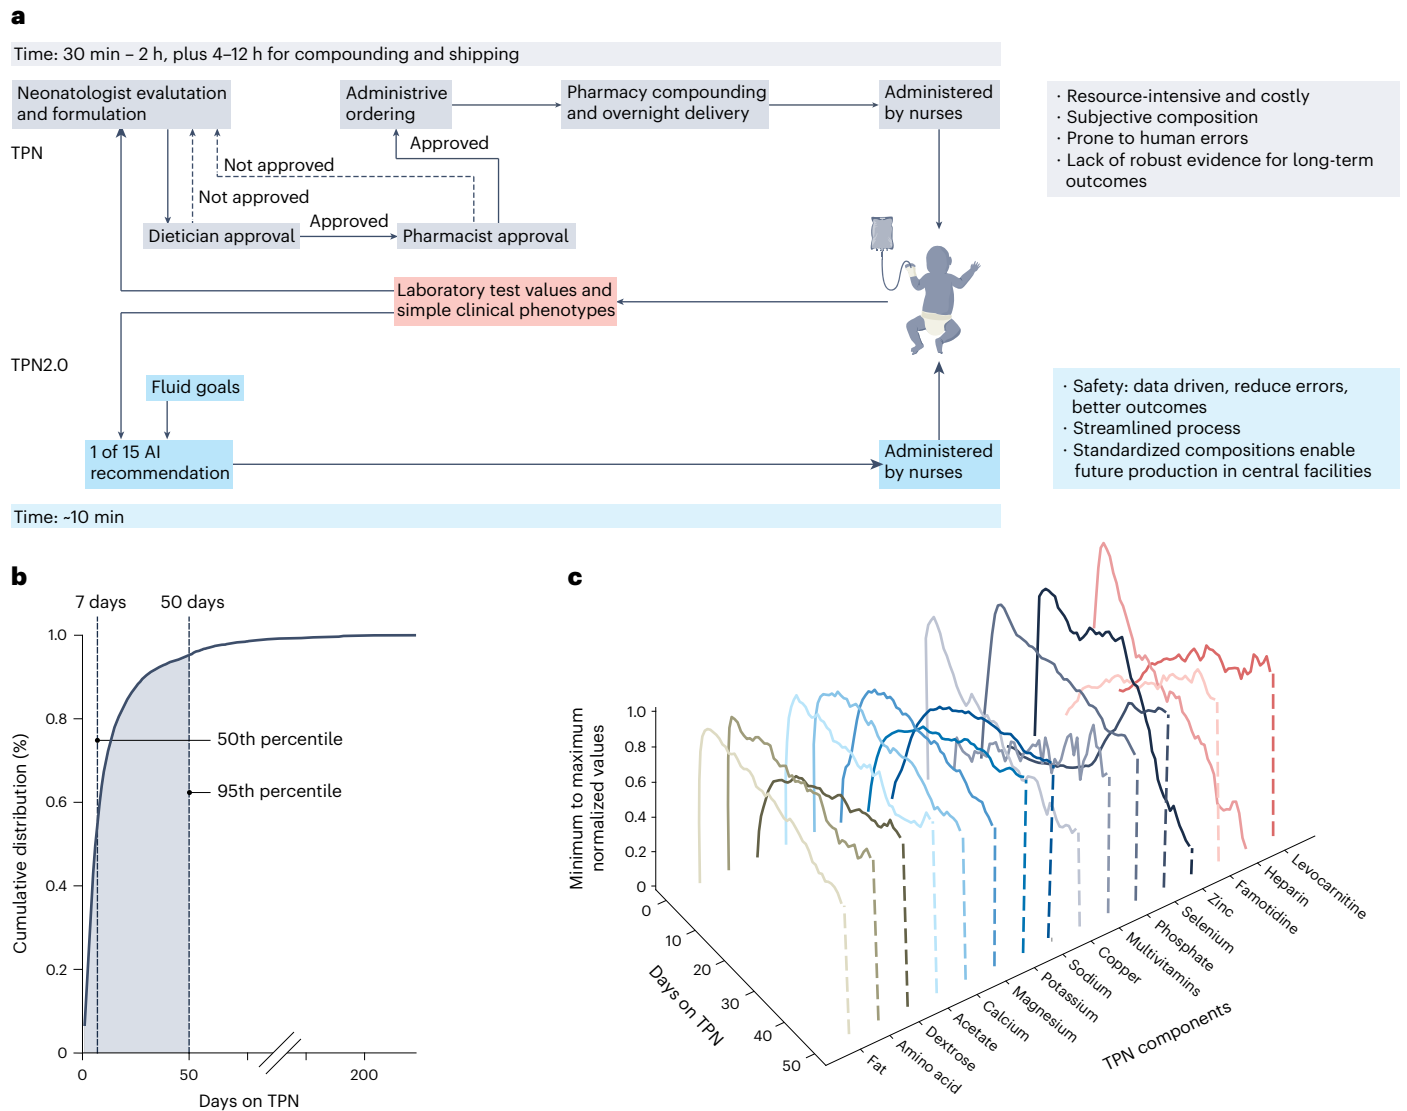 a
Time: 30 min – 2 h, plus 4–12 h for compounding and shipping
Neonatologist evalutation
and formulation
Administrive
ordering
Pharmacy compounding
and overnight delivery
Administered
by nurses
· Resource-intensive and costly
· Subjective composition
· Prone to human errors
· Lack of robust evidence for long-term
outcomes
TPN
Approved
Not approved
Not approved
Approved
Dietician approval
Pharmacist approval
Laboratory test values and
simple clinical phenotypes
TPN2.0
Fluid goals
1 of 15 AI
recommendation
Administered
by nurses
· Safety: data driven, reduce errors,
better outcomes
· Streamlined process
· Standardized compositions enable
future production in central facilities
Time: ~10 min
b
7 days
50 days
1.0
0.8
0.6
0.4
0.2
0
Cumulative distribution (%)
50th percentile
95th percentile
0
50
200
Days on TPN
c
Minimum to maximum
normalized values
1.0
0.8
0.6
0.4
0.2
0
0
10
20
30
40
50
Days on TPN
Fat
Amino acid
Dextrose
Acetate
Calcium
Magnesium
Potassium
Sodium
Copper
Multivitamins
Phosphate
Selenium
Zinc
Famotidine
Heparin
Levocarnitine
TPN components